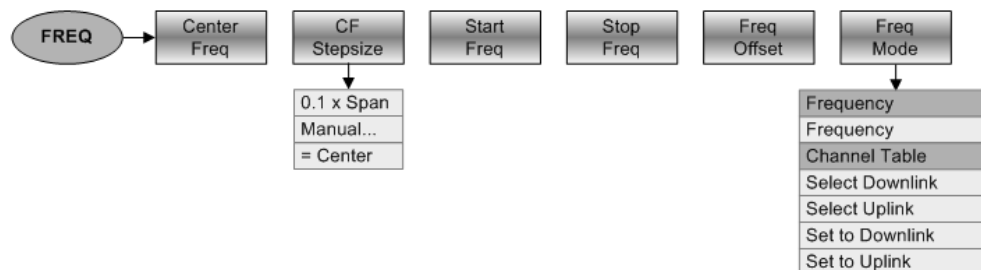 FREQ
Center
Freq
CF
Stepsize
Start
Freq
Stop
Freq
Freq
Offset
Freq
Mode
0.1 x Span
Manual...
= Center
Frequency
Frequency
Channel Table
Select Downlink
Select Uplink
Set to Downlink
Set to Uplink